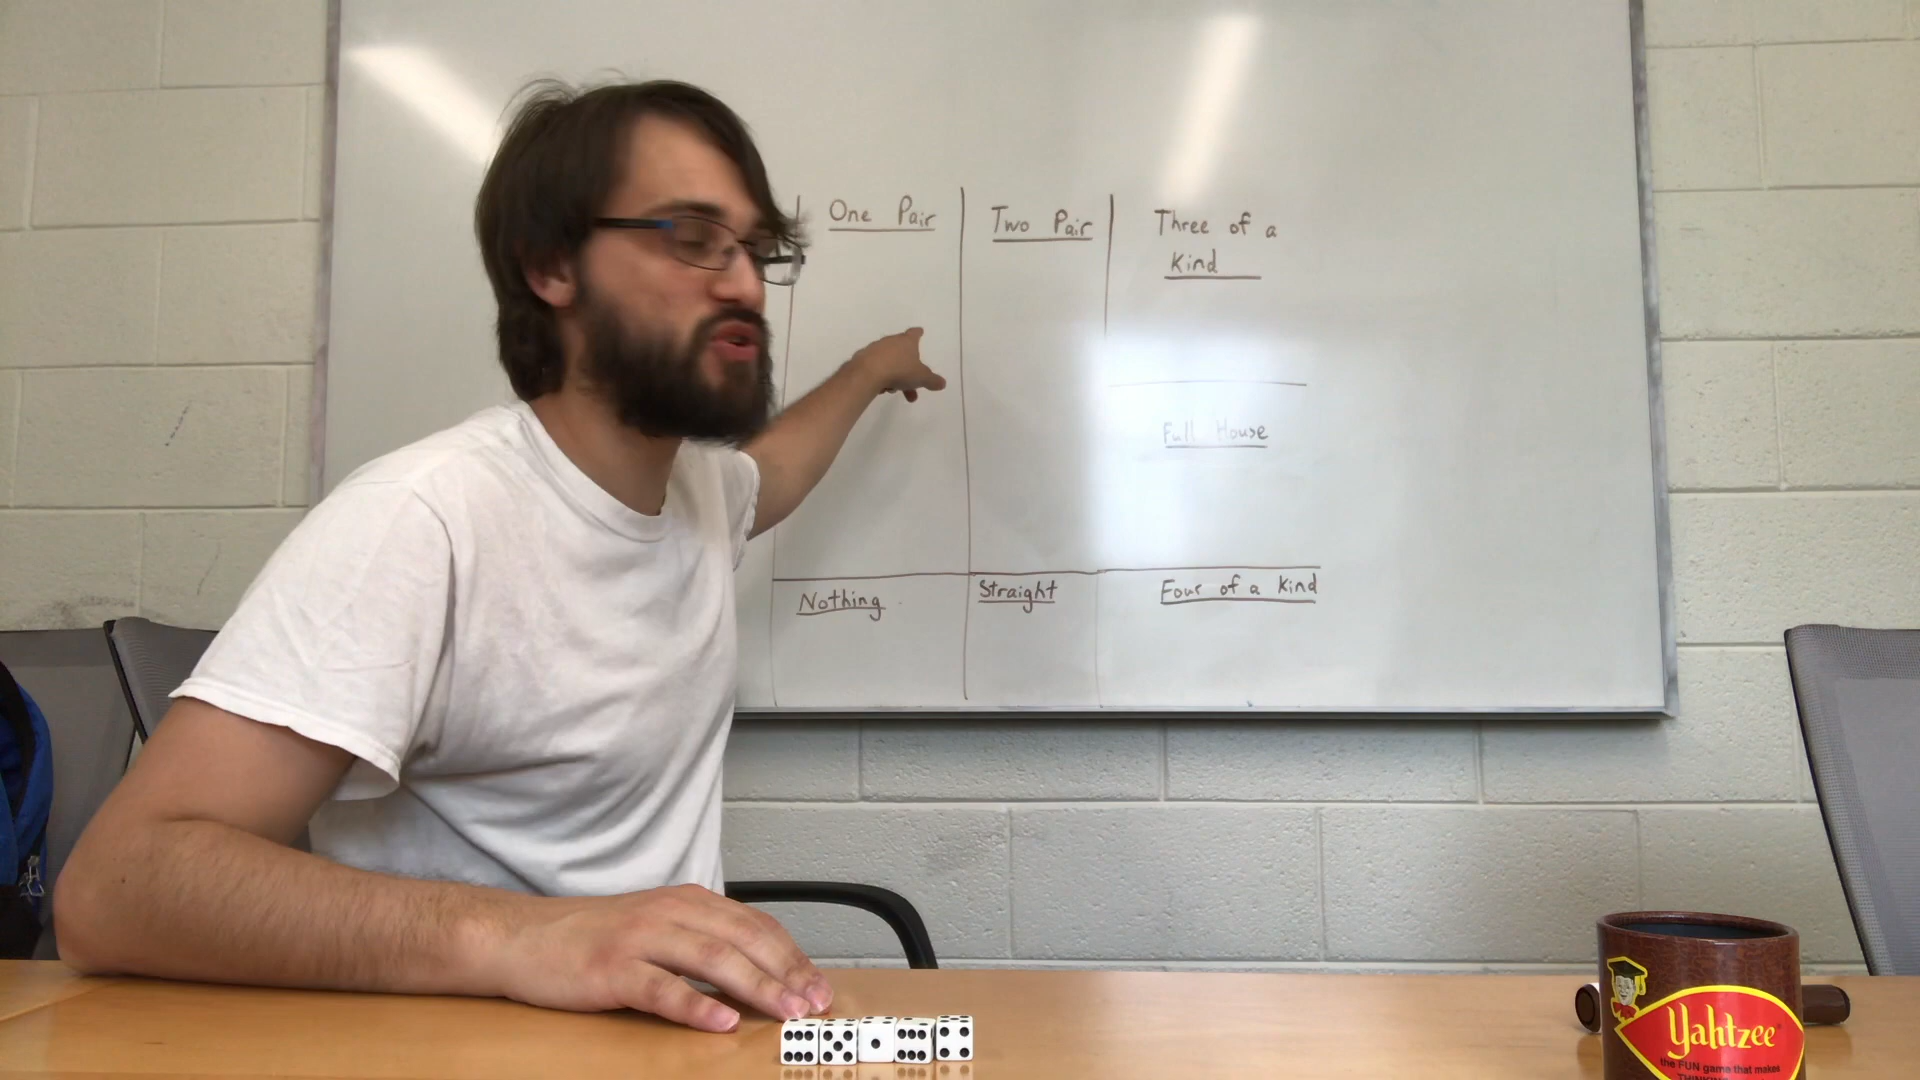 One Pair
Two Pair
Three of a
Kind
Full House
Nothing
Straight
Four of a Kind
Yahtzee
the FUN game that makes
THINKING